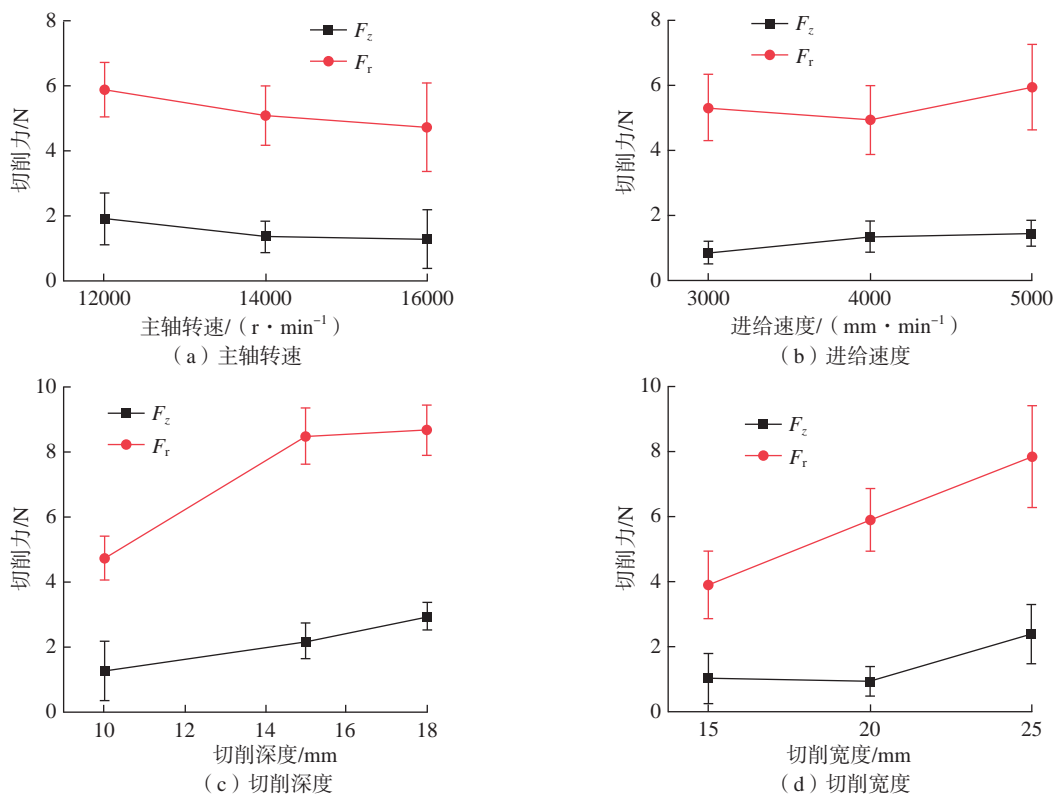 8
6
4
2
0
切削力/N
F_z
F_r
12000 14000 16000
主轴转速/（r·min⁻¹）
（a）主轴转速
8
6
4
2
0
切削力/N
F_z
F_r
3000 4000 5000
进给速度/（mm·min⁻¹）
（b）进给速度
10
8
6
4
2
0
切削力/N
F_z
F_r
10 12 14 16 18
切削深度/mm
（c）切削深度
10
8
6
4
2
0
切削力/N
F_z
F_r
15 20 25
切削宽度/mm
（d）切削宽度